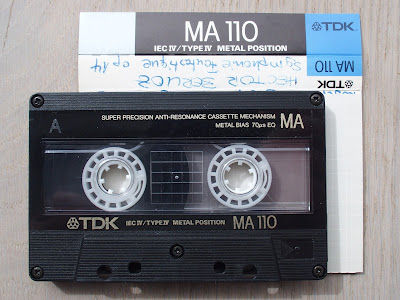 MA 110
IEC IV/TYPE IV METAL POSITION
TDK
MA 110
TDK
Symphonie Fantastique op.14
HECTOR BERLIOZ
SUPER PRECISION ANTI-RESONANCE CASSETTE MECHANISM
METAL BIAS 70µs EQ MA
A
TDK IEC IV/TYPE IV METAL POSITION MA 110